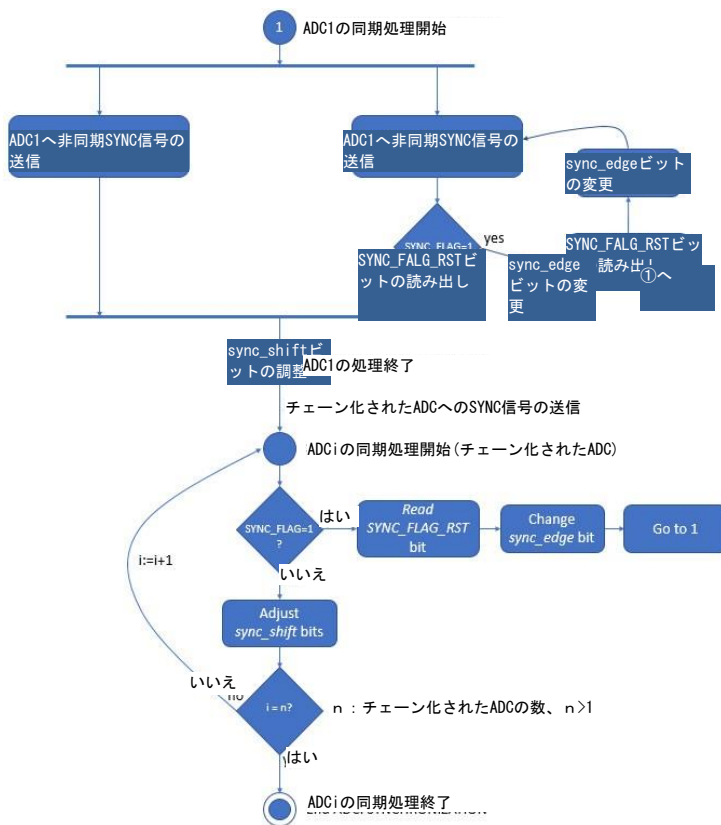 1
ADC1の同期処理開始
ADC1へ非同期SYNC信号の
送信
ADC1へ非同期SYNC信号の
送信
sync_edgeビット
の変更
SYNC_FLAG=1
yes
SYNC_FALG_RSTビ
ットの読み出し
sync_edge
ビットの変
更
SYNC_FALG_RSTビッ
読み出し
①へ
sync_shiftビ
ットの調整
ADC1の処理終了
チェーン化されたADCへのSYNC信号の送信
ADCiの同期処理開始(チェーン化されたADC)
SYNC_FLAG=1
?
はい
Read
SYNC_FLAG_RST
bit
Change
sync_edge bit
Go to 1
i:=i+1
いいえ
Adjust
sync_shift bits
いいえ
no
i = n?
n：チェーン化されたADCの数、n>1
はい
ADCiの同期処理終了